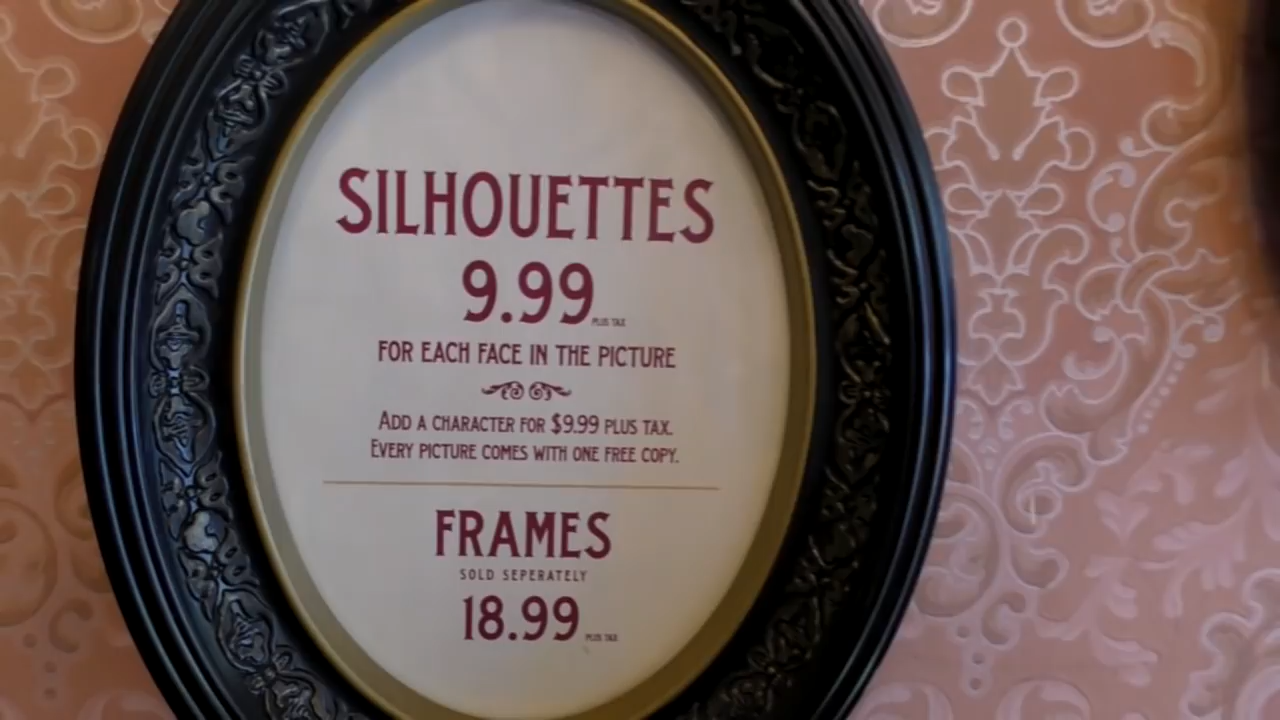 SILHOUETTES
9.99 PLUS TAX
FOR EACH FACE IN THE PICTURE
ADD A CHARACTER FOR $9.99 PLUS TAX.
EVERY PICTURE COMES WITH ONE FREE COPY.
FRAMES
SOLD SEPERATELY
18.99 PLUS TAX